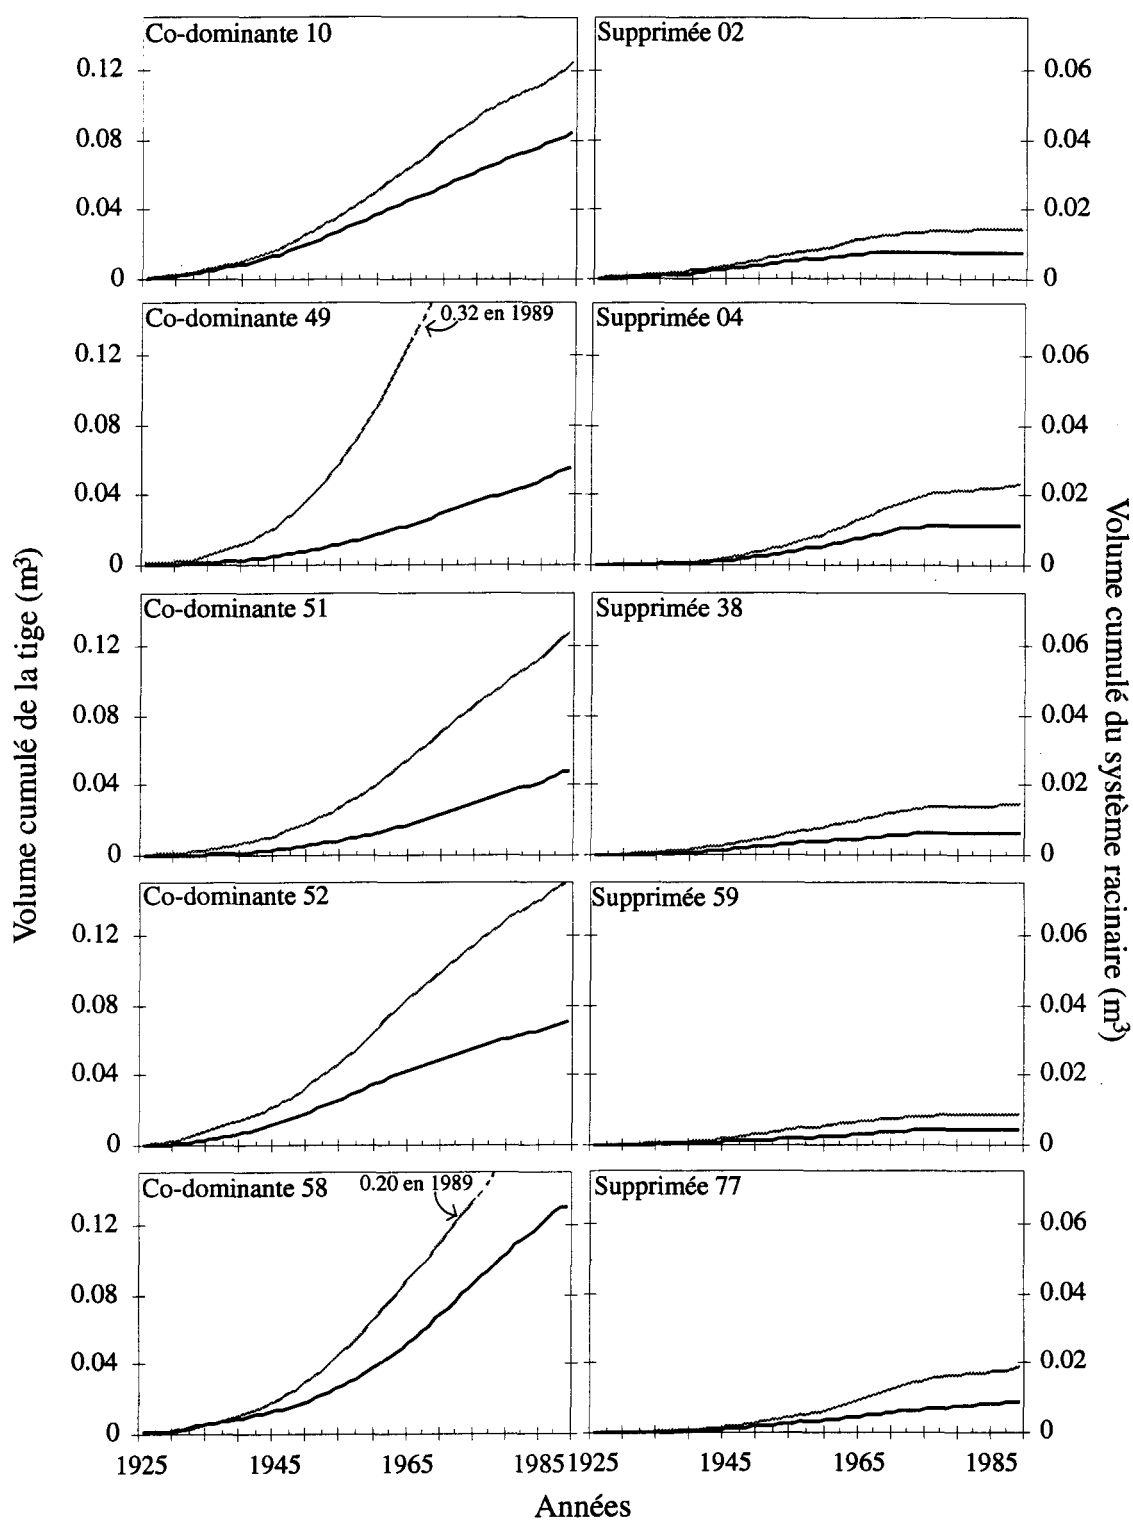 Volume cumulé de la tige (m³)
Co-dominante 10
0.12
0.08
0.04
0
Supprimée 02
0.06
0.04
0.02
0
Co-dominante 49
0.32 en 1989
0.12
0.08
0.04
0
Supprimée 04
0.06
0.04
0.02
0
Co-dominante 51
0.12
0.08
0.04
0
Supprimée 38
0.06
0.04
0.02
0
Co-dominante 52
0.12
0.08
0.04
0
Supprimée 59
0.06
0.04
0.02
0
Co-dominante 58
0.20 en 1989
0.12
0.08
0.04
0
Supprimée 77
0.06
0.04
0.02
0
1925 1945 1965 1985
1925 1945 1965 1985
Années
Volume cumulé du système racinaire (m³)